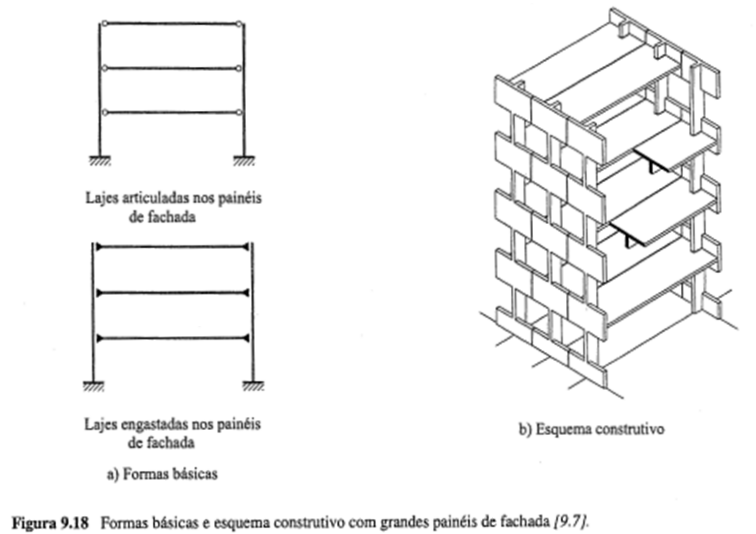 Lajes articuladas nos painéis
de fachada
Lajes engastadas nos painéis
de fachada
a) Formas básicas
b) Esquema construtivo
Figura 9.18 Formas básicas e esquema construtivo com grandes painéis de fachada [9.7].